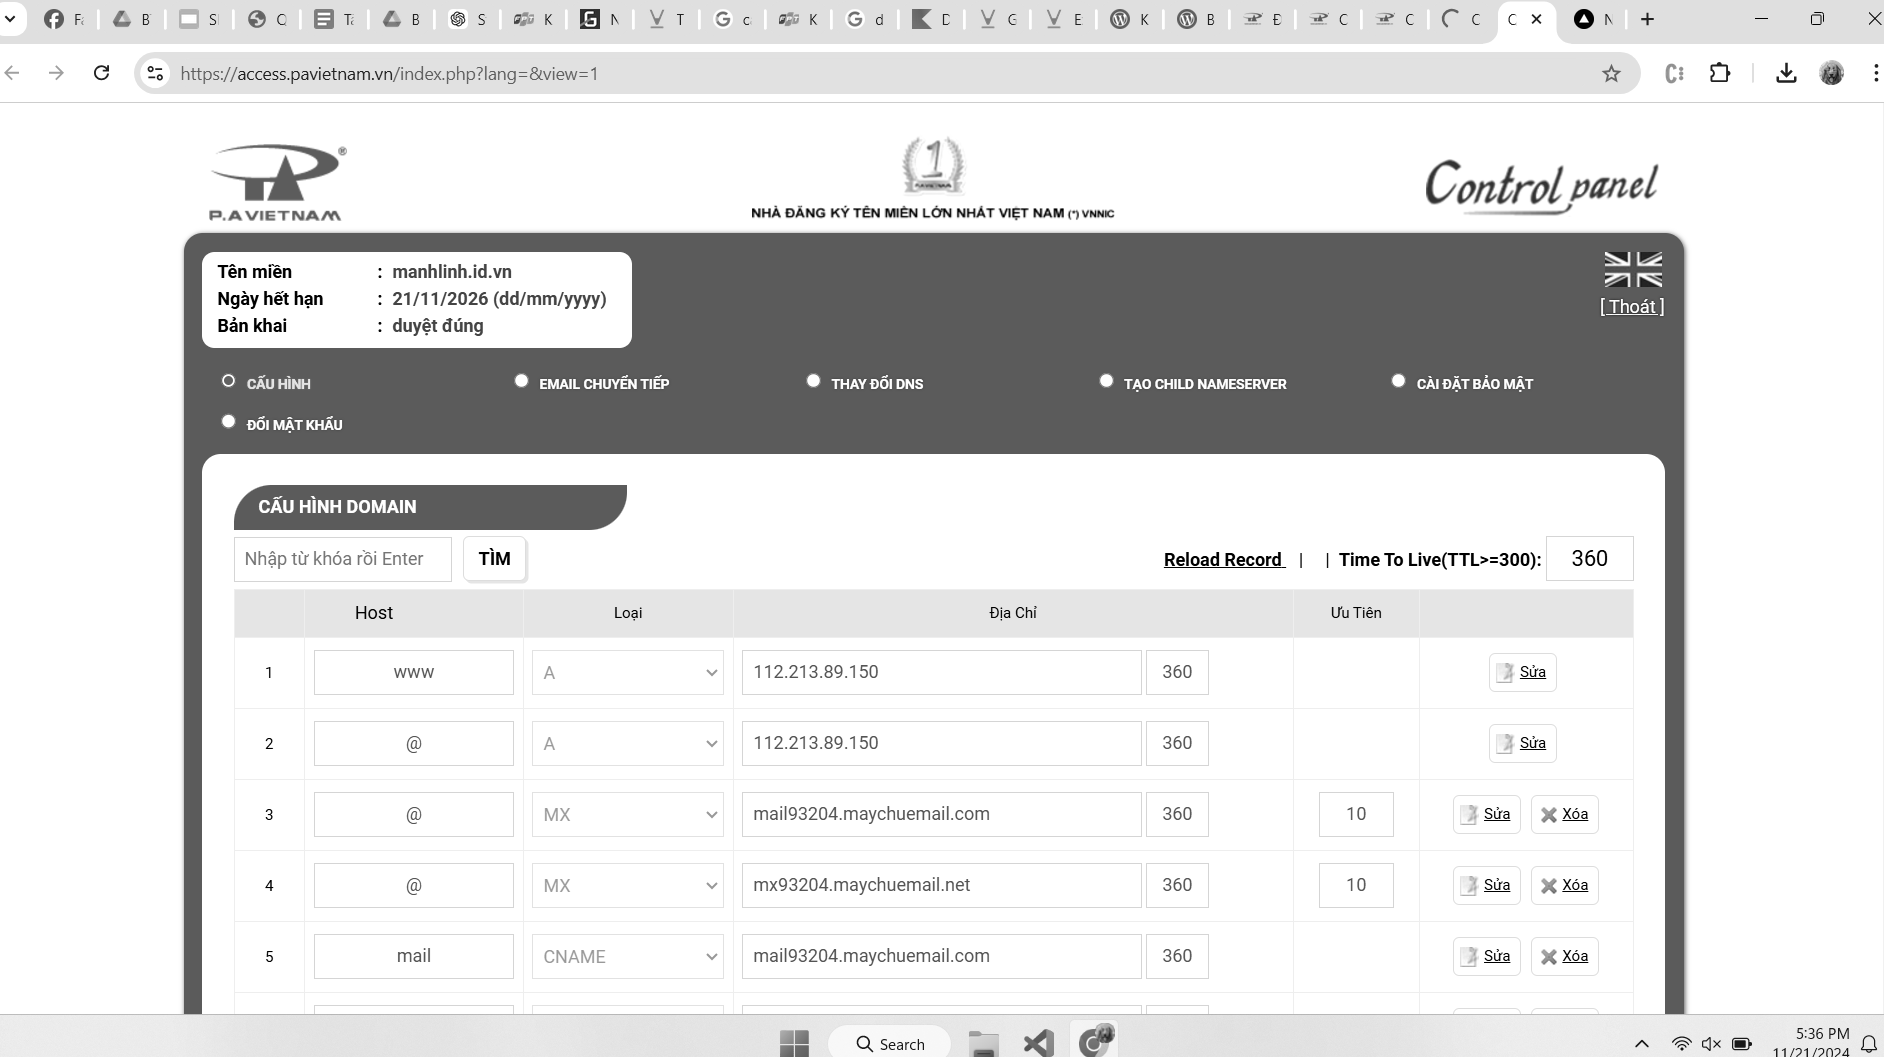 F
B
S
C
Ta
B
S
K
N
T
c
K
d
D
G
E
K
B
Đ
C
C
C
C
N
https://access.pavietnam.vn/index.php?lang=&view=1
P.A VIETNAM
®
1
P.A VIETNAM
NHÀ ĐĂNG KÝ TÊN MIỀN LỚN NHẤT VIỆT NAM (*) VNNIC
Control panel
Tên miền : manhlinh.id.vn
Ngày hết hạn : 21/11/2026 (dd/mm/yyyy)
Bản khai : duyệt đúng
[ Thoát ]
CẤU HÌNH EMAIL CHUYỂN TIẾP THAY ĐỔI DNS TẠO CHILD NAMESERVER CÀI ĐẶT BẢO MẬT
ĐỔI MẬT KHẨU
CẤU HÌNH DOMAIN
Nhập từ khóa rồi Enter TÌM Reload Record | | Time To Live(TTL>=300): 360
Host Loại Địa Chỉ Ưu Tiên
1 www A 112.213.89.150 360 Sửa
2 @ A 112.213.89.150 360 Sửa
3 @ MX mail93204.maychuemail.com 360 10 Sửa Xóa
4 @ MX mx93204.maychuemail.net 360 10 Sửa Xóa
5 mail CNAME mail93204.maychuemail.com 360 Sửa Xóa
Search
5:36 PM
11/21/2024